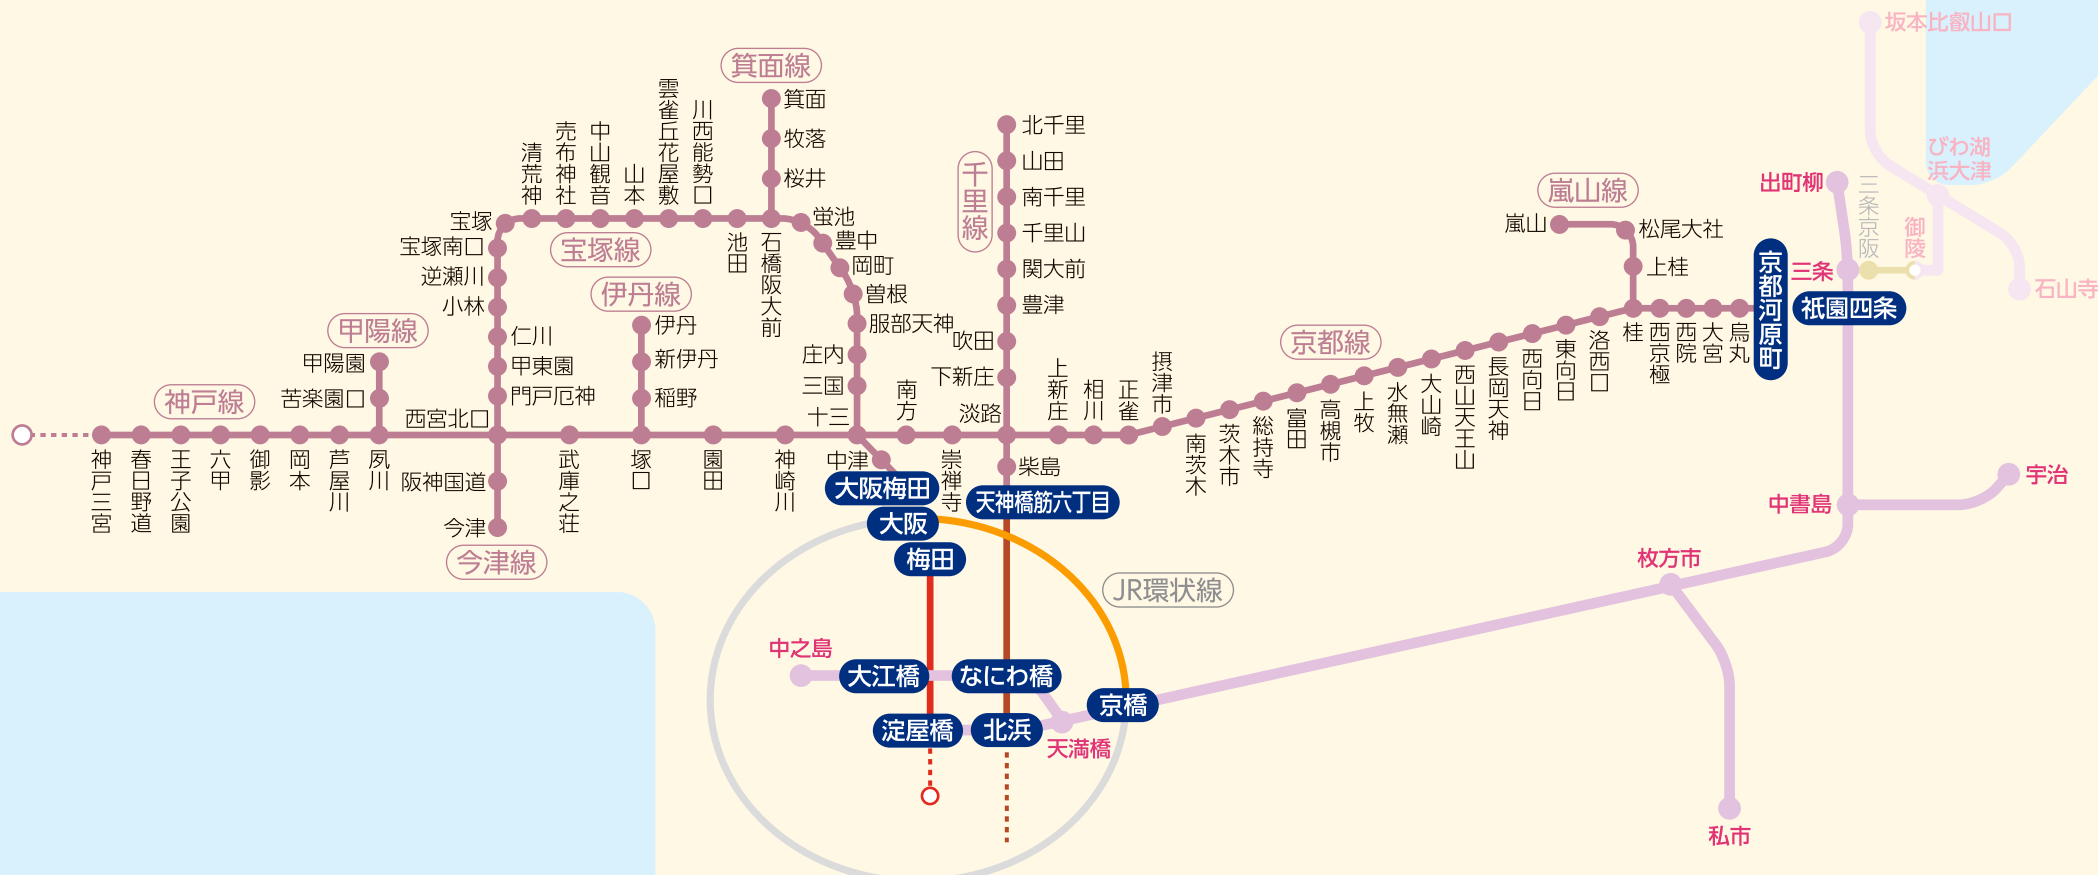 坂本比叡山口
箕面線
箕面
牧落
桜井
清荒神
売布神社
中山観音
山本
雲雀丘花屋敷
川西能勢口
北千里
山田
南千里
千里山
関大前
豊津
吹田
下新庄
淡路
千里線
びわ湖
浜大津
出町柳
三条京阪
御陵
三条
石山寺
嵐山線
嵐山
松尾大社
上桂
宝塚
宝塚南口
逆瀬川
小林
宝塚線
池田
石橋阪大前
蛍池
豊中
岡町
曽根
服部天神
庄内
三国
十三
伊丹線
伊丹
新伊丹
稲野
仁川
甲東園
門戸厄神
西宮北口
甲陽線
甲陽園
苦楽園口
神戸線
京都線
京都河原町
祇園四条
南方
上新庄
相川
正雀
摂津市
南茨木
茨木市
総持寺
富田
高槻市
上牧
水無瀬
大山崎
西山天王山
長岡天神
西向日
東向日
洛西口
桂
西京極
西院
大宮
烏丸
神戸三宮
春日野道
王子公園
六甲
御影
岡本
芦屋川
夙川
阪神国道
今津
今津線
武庫之荘
塚口
園田
神崎川
中津
崇禅寺
柴島
大阪梅田
天神橋筋六丁目
大阪
梅田
JR環状線
宇治
中書島
枚方市
中之島
大江橋
なにわ橋
京橋
淀屋橋
北浜
天満橋
私市